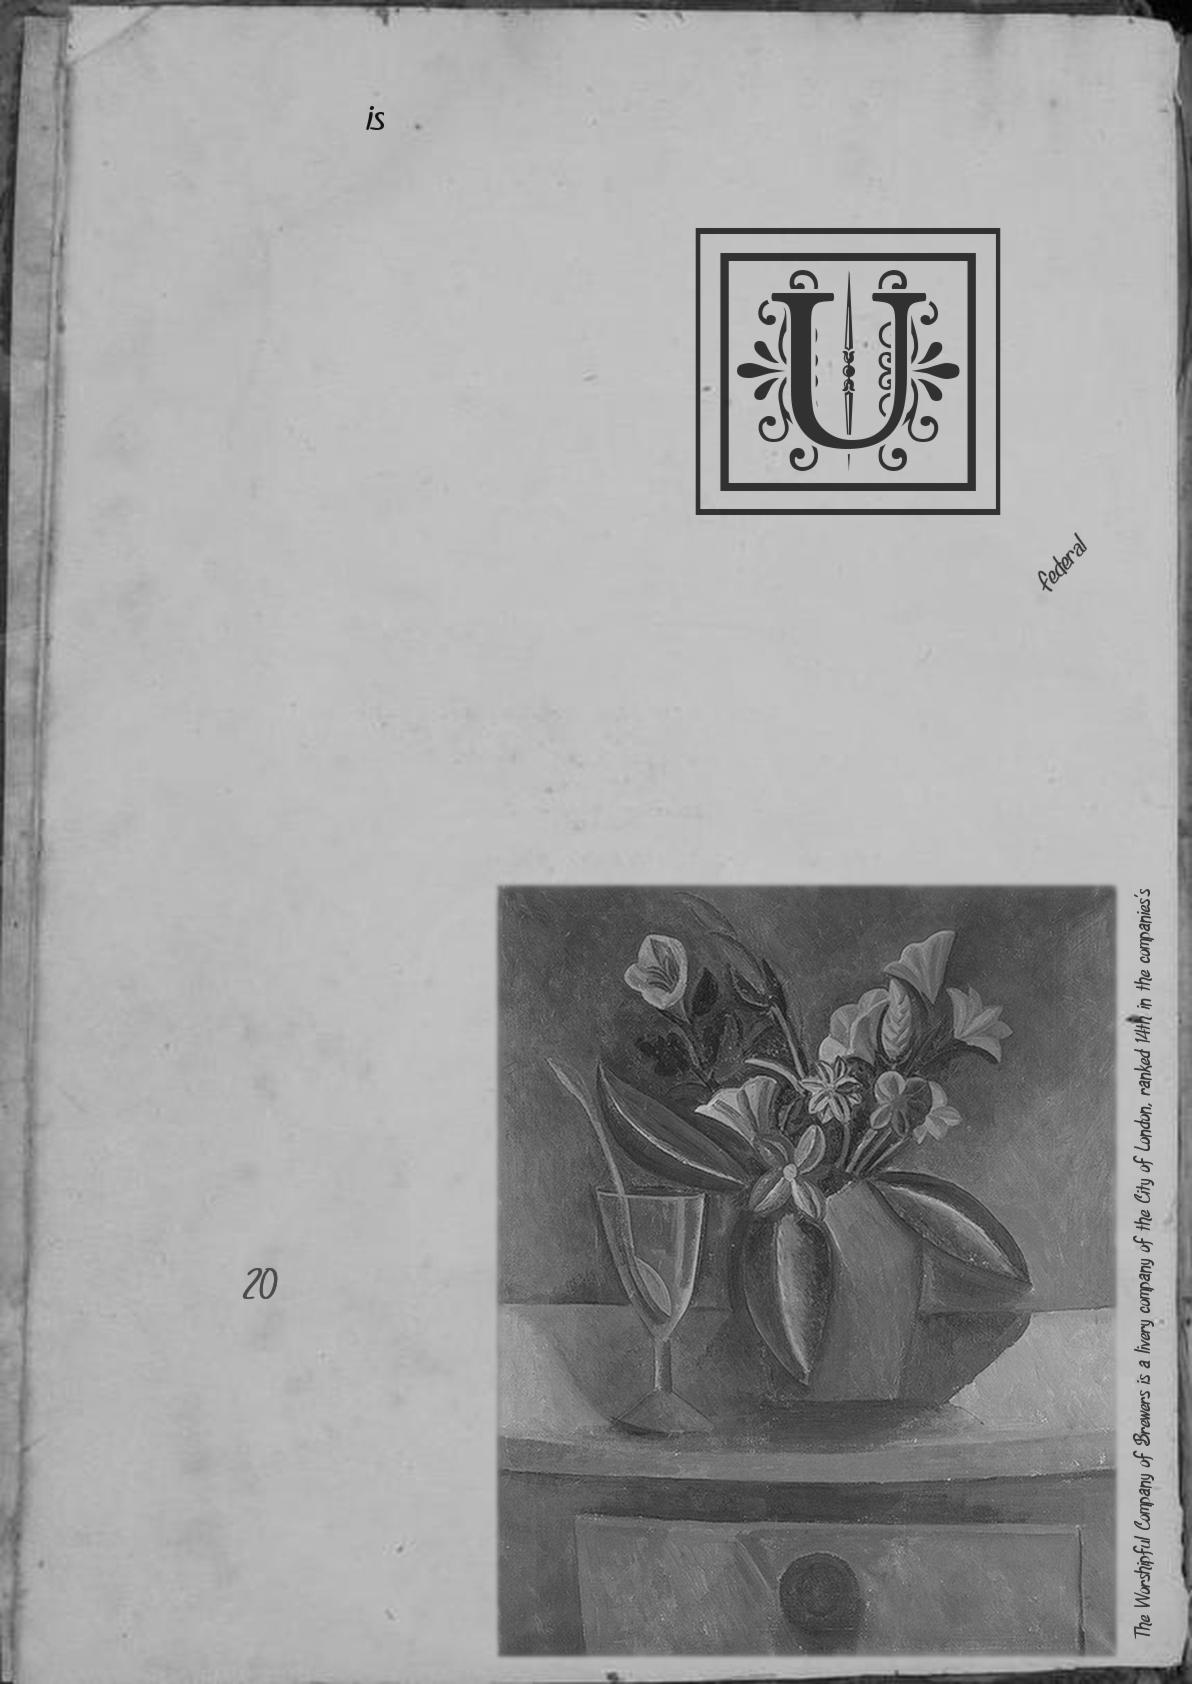 is
U
federal
The Worshipful Company of Brewers is a livery company of the City of London, ranked 14th in the companies's
20